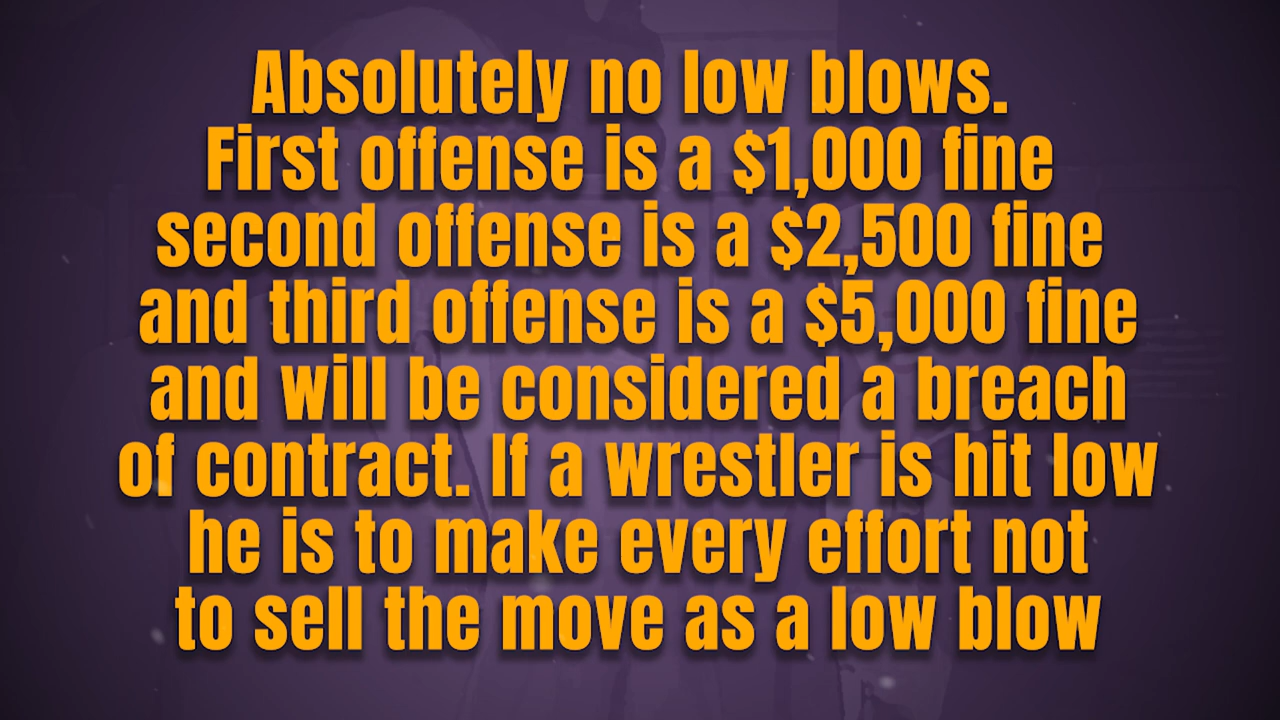 Absolutely no low blows.
First offense is a $1,000 fine
second offense is a $2,500 fine
and third offense is a $5,000 fine
and will be considered a breach
of contract. If a wrestler is hit low
he is to make every effort not
to sell the move as a low blow